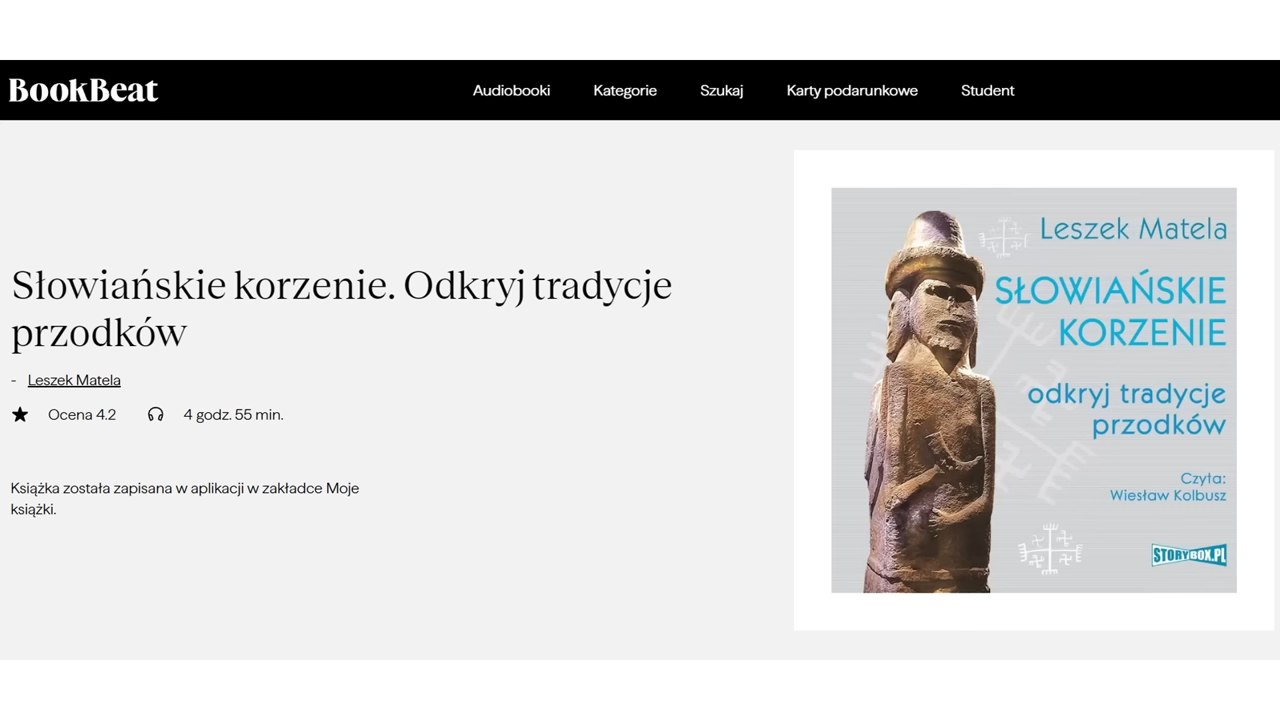 BookBeat
Audiobooki Kategorie Szukaj Karty podarunkowe Student
Słowiańskie korzenie. Odkryj tradycje
przodków
- Leszek Matela
Ocena 4.2 4 godz. 55 min.
Książka została zapisana w aplikacji w zakładce Moje
książki.
Leszek Matela
SŁOWIAŃSKIE
KORZENIE
odkryj tradycje
przodków
Czyta:
Wiesław Kolbusz
STORYBOX.PL